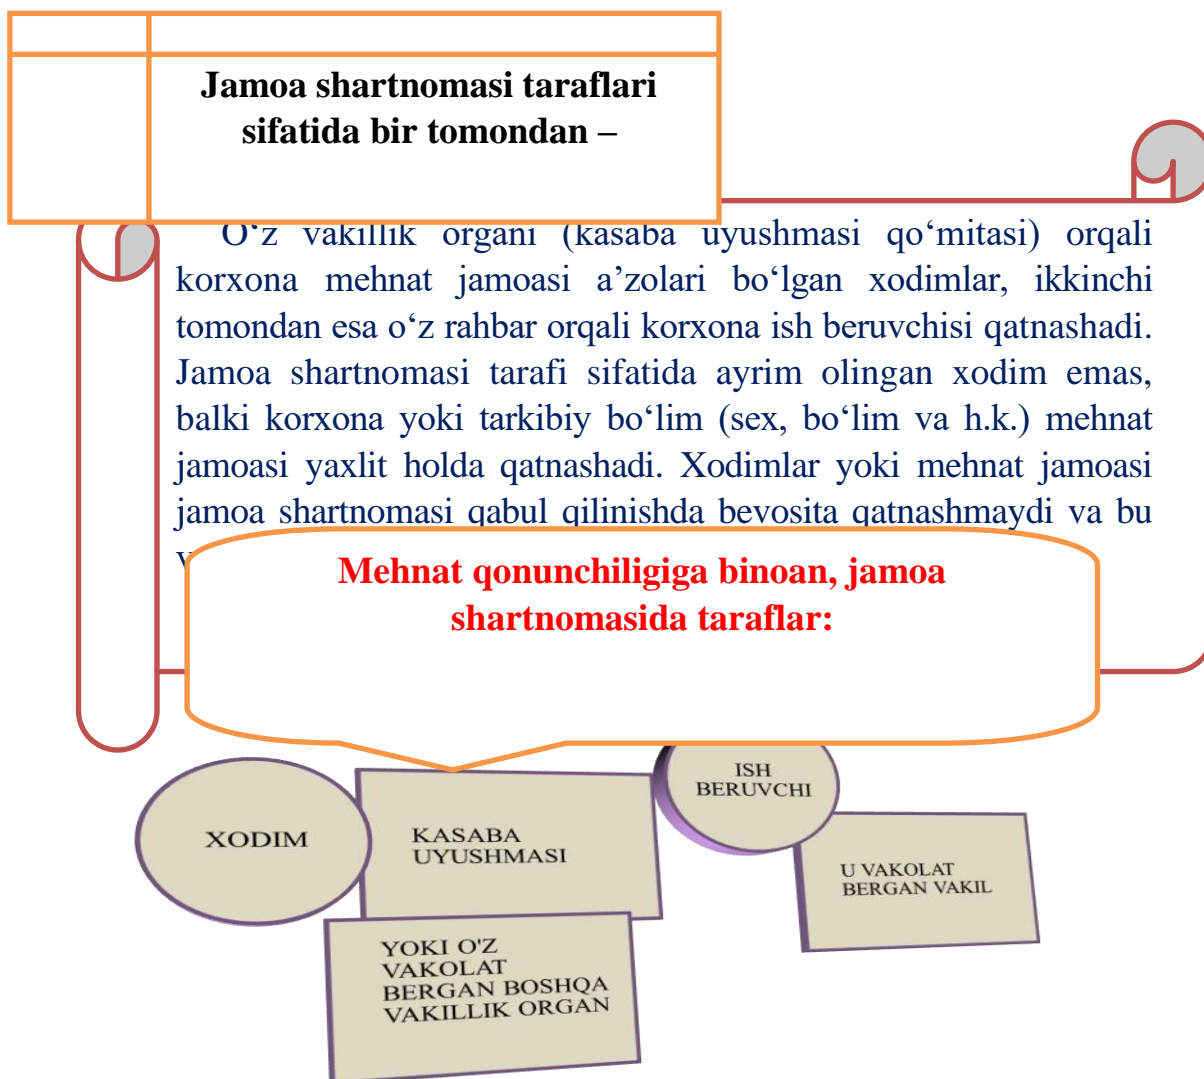 Jamoa shartnomasi taraflari
sifatida bir tomondan –
O‘z vakillik organi (kasaba uyushmasi qo‘mitasi) orqali
korxona mehnat jamoasi a’zolari bo‘lgan xodimlar, ikkinchi
tomondan esa o‘z rahbar orqali korxona ish beruvchisi qatnashadi.
Jamoa shartnomasi tarafi sifatida ayrim olingan xodim emas,
balki korxona yoki tarkibiy bo‘lim (sex, bo‘lim va h.k.) mehnat
jamoasi yaxlit holda qatnashadi. Xodimlar yoki mehnat jamoasi
jamoa shartnomasi qabul qilinishda bevosita qatnashmaydi va bu
Mehnat qonunchiligiga binoan, jamoa
shartnomasida taraflar:
XODIM
KASABA
UYUSHMASI
YOKI O'Z
VAKOLAT
BERGAN BOSHQA
VAKILLIK ORGAN
ISH
BERUVCHI
U VAKOLAT
BERGAN VAKIL